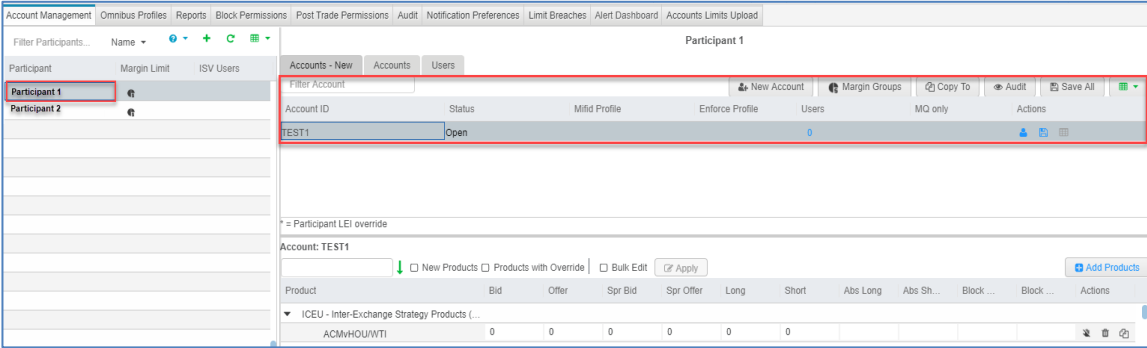 Account Management Omnibus Profiles Reports Block Permissions Post Trade Permissions Audit Notification Preferences Limit Breaches Alert Dashboard Accounts Limits Upload
Filter Participants... Name
Participant 1
Participant Margin Limit ISV Users
Accounts - New Accounts Users
Participant 1
Participant 2
Filter Account New Account Margin Groups Copy To Audit Save All
Account ID Status Mifid Profile Enforce Profile Users MQ only Actions
TEST1 Open 0
* = Participant LEI override
Account: TEST1
New Products Products with Override Bulk Edit Apply Add Products
Product Bid Offer Spr Bid Spr Offer Long Short Abs Long Abs Sh... Block ... Block ... Actions
ICEU - Inter-Exchange Strategy Products (...
ACMvHOU/WTI 0 0 0 0 0 0